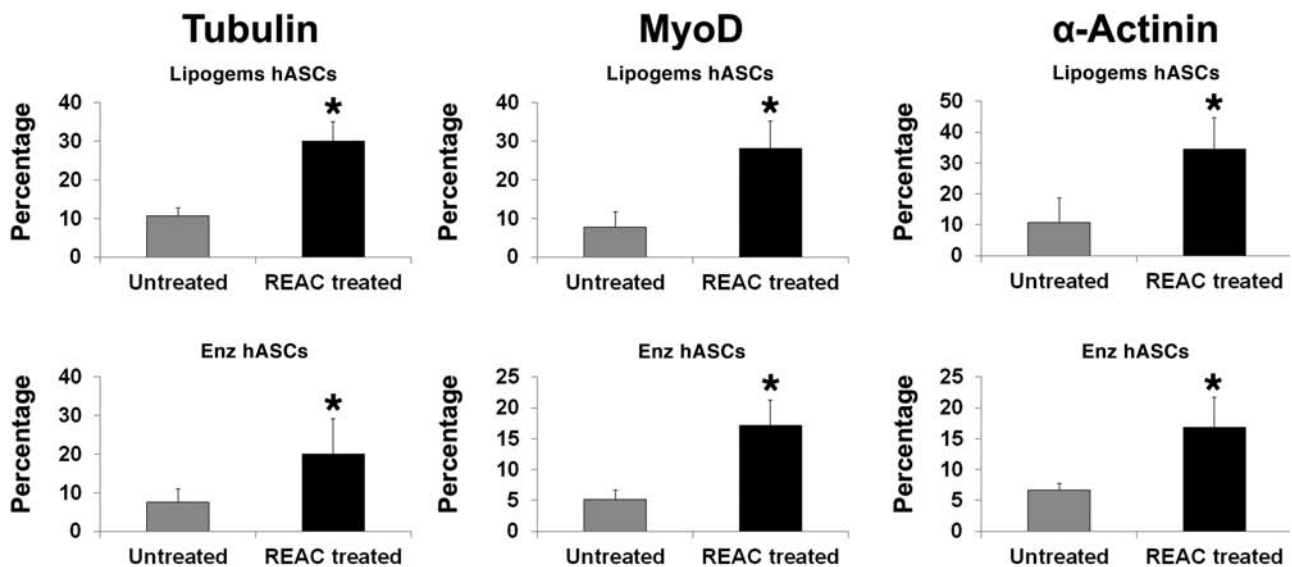 Tubulin
MyoD
α-Actinin
Lipogems hASCs
Percentage
40
30
20
10
0
*
Untreated
REAC treated
Lipogems hASCs
Percentage
40
30
20
10
0
*
Untreated
REAC treated
Lipogems hASCs
Percentage
50
40
30
20
10
0
*
Untreated
REAC treated
Enz hASCs
Percentage
40
30
20
10
0
*
Untreated
REAC treated
Enz hASCs
Percentage
25
20
15
10
5
0
*
Untreated
REAC treated
Enz hASCs
Percentage
25
20
15
10
5
0
*
Untreated
REAC treated